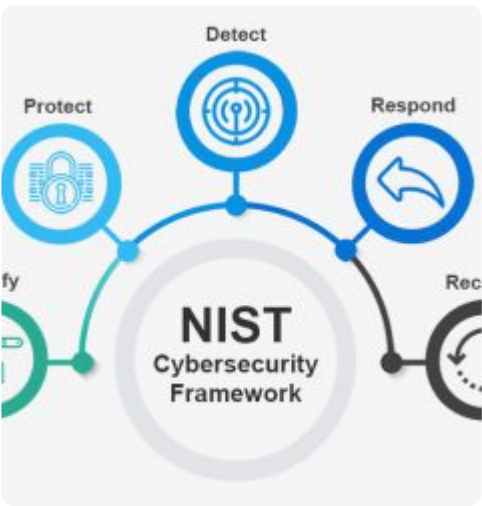 Detect
Protect
Respond
fy
Rec
NIST
Cybersecurity
Framework